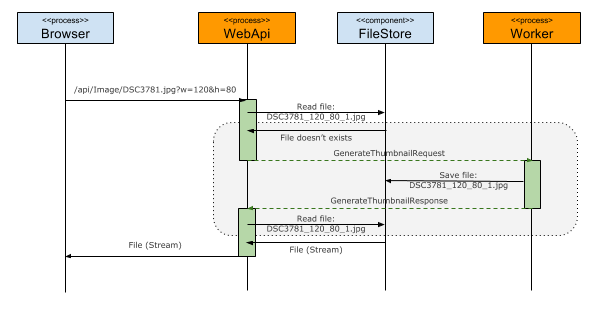 <<process>>
Browser
<<process>>
WebApi
<<component>>
FileStore
<<process>
Worker
/api/Image/DSC3781.jpg?w=120&h=80
Read file:
DSC3781_120_80_1.jpg
File doesn't exists
GenerateThumbnailRequest
Save file:
DSC3781_120_80_1.jpg
GenerateThumbnailResponse
Read file:
DSC3781_120_80_1.jpg
File (Stream)
File (Stream)